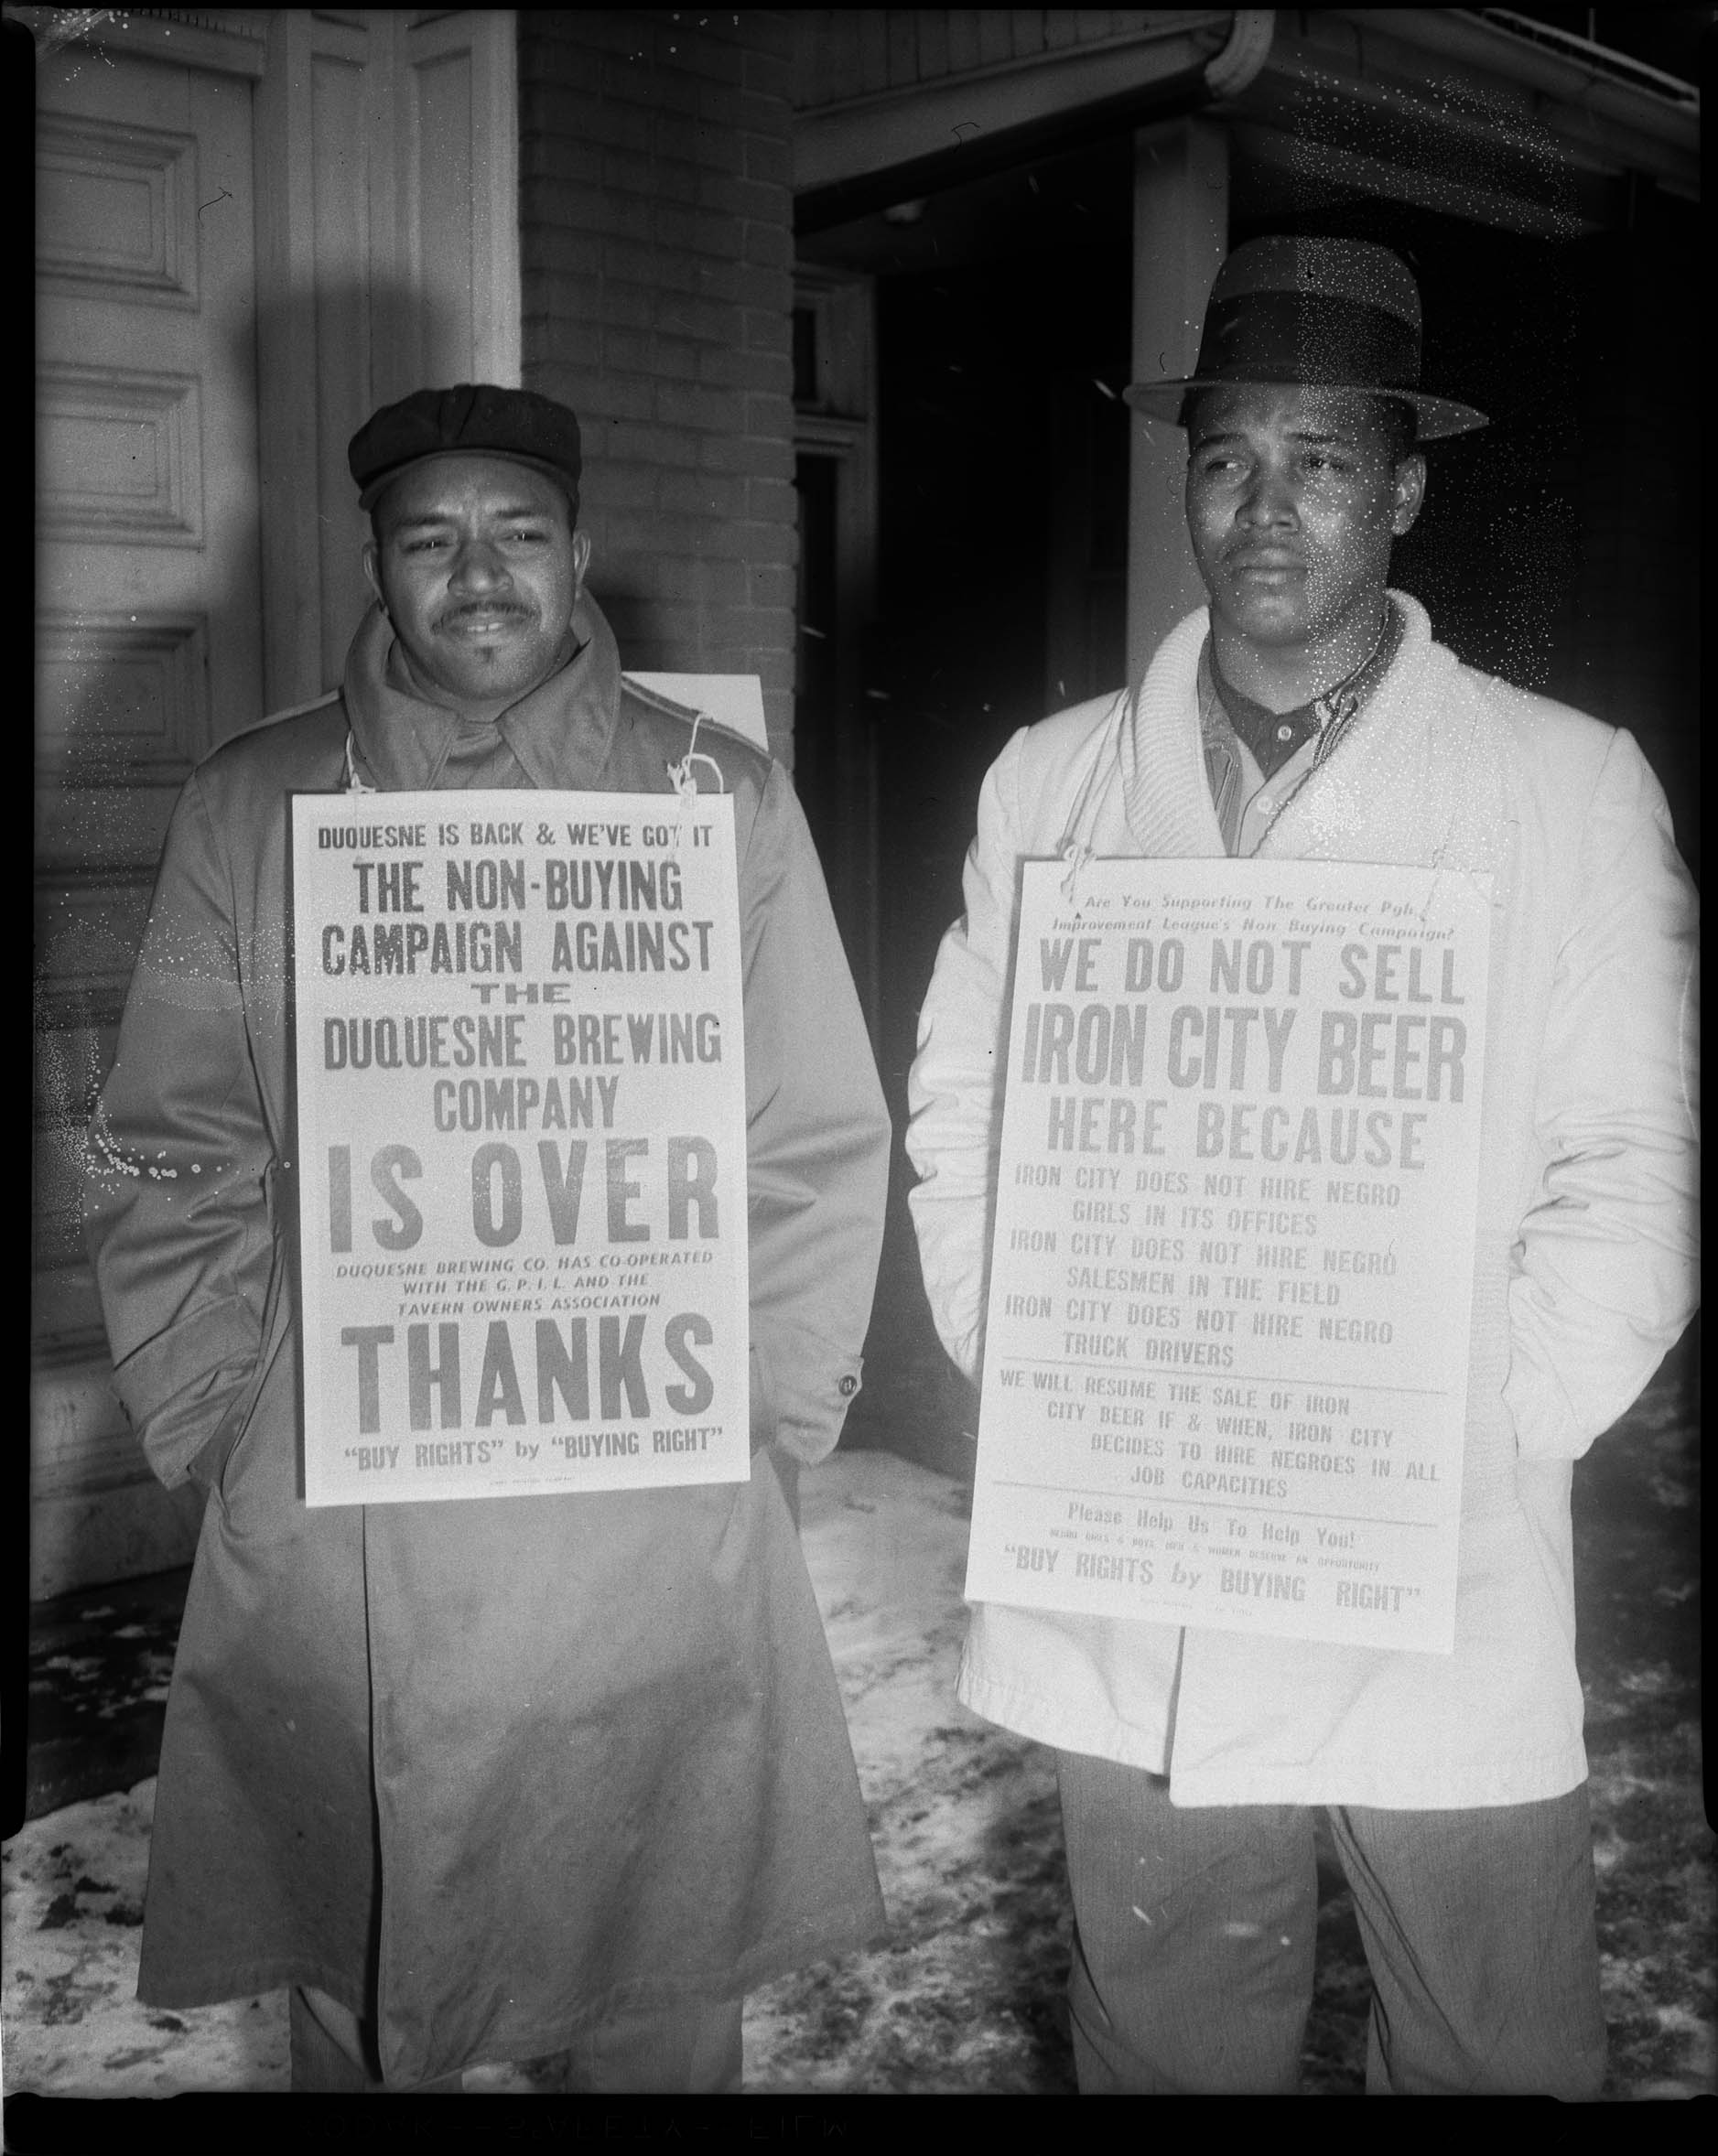 DUQUESNE IS BACK & WE'VE GOT IT
THE NON-BUYING
CAMPAIGN AGAINST
THE
DUQUESNE BREWING
COMPANY
IS OVER
DUQUESNE BREWING CO. HAS CO-OPERATED
WITH THE G. P. I. L. AND THE
TAVERN OWNERS ASSOCIATION
THANKS
"BUY RIGHTS" by "BUYING RIGHT"
Are You Supporting The Greater Pgh.
Improvement League's Non Buying Campaign?
WE DO NOT SELL
IRON CITY BEER
HERE BECAUSE
IRON CITY DOES NOT HIRE NEGRO
GIRLS IN ITS OFFICES
IRON CITY DOES NOT HIRE NEGRO
SALESMEN IN THE FIELD
IRON CITY DOES NOT HIRE NEGRO
TRUCK DRIVERS
WE WILL RESUME THE SALE OF IRON
CITY BEER IF & WHEN, IRON CITY
DECIDES TO HIRE NEGROES IN ALL
JOB CAPACITIES
Please Help Us To Help You!
NEGRO GIRLS & BOYS, MEN & WOMEN DESERVE AN OPPORTUNITY
"BUY RIGHTS by BUYING RIGHT"